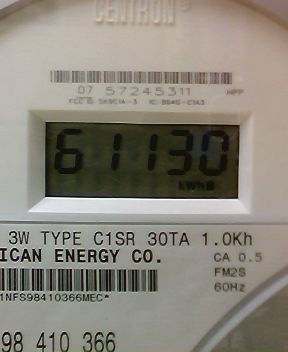 CENTRON®
07 57245311 HPP
61130
kWh
3W TYPE C1SR 30TA 1.0Kh
ICAN ENERGY CO. CA 0.5
FM2S
60Hz
1NFS98410366MEC*
98 410 366